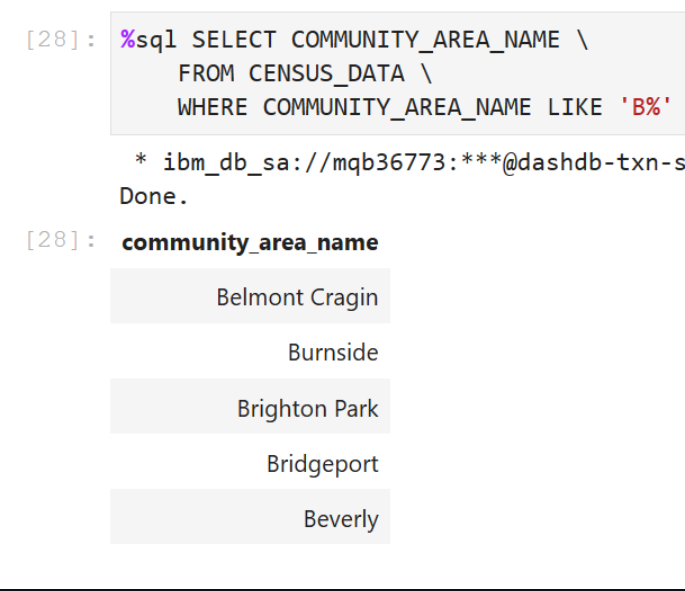 [28]: %sql SELECT COMMUNITY_AREA_NAME \
FROM CENSUS_DATA \
WHERE COMMUNITY_AREA_NAME LIKE 'B%'
* ibm_db_sa://mqb36773:***@dashdb-txn-s
Done.
[28]: community_area_name
Belmont Cragin
Burnside
Brighton Park
Bridgeport
Beverly